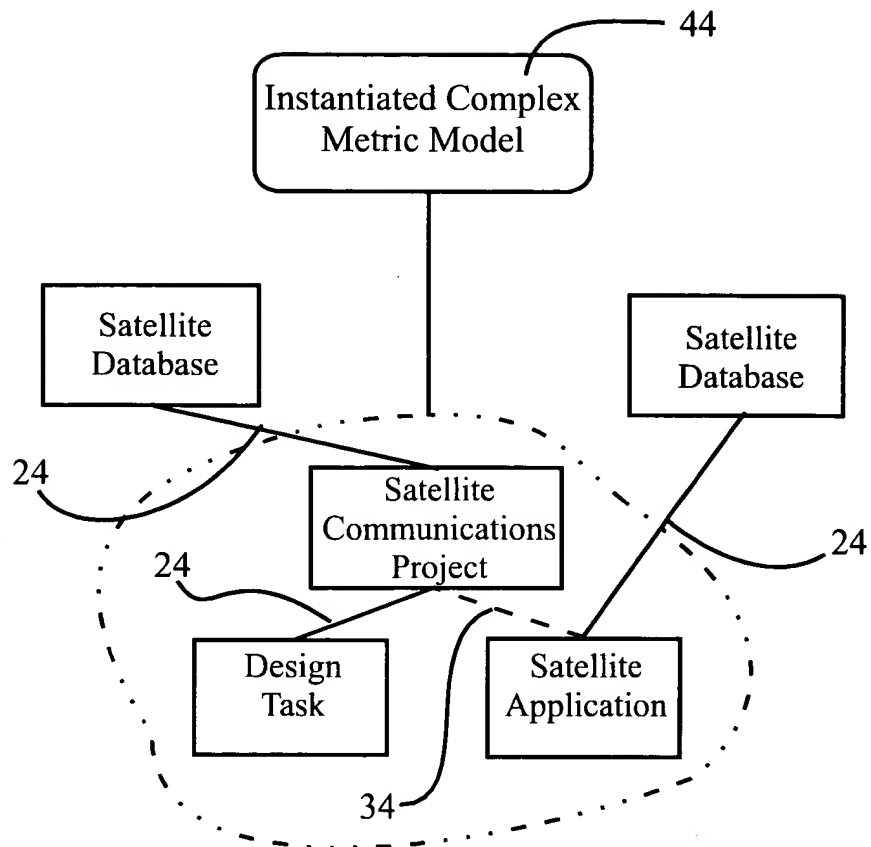 44
Instantiated Complex
Metric Model
Satellite
Database
Satellite
Database
24
Satellite
Communications
Project
24
24
Design
Task
Satellite
Application
34